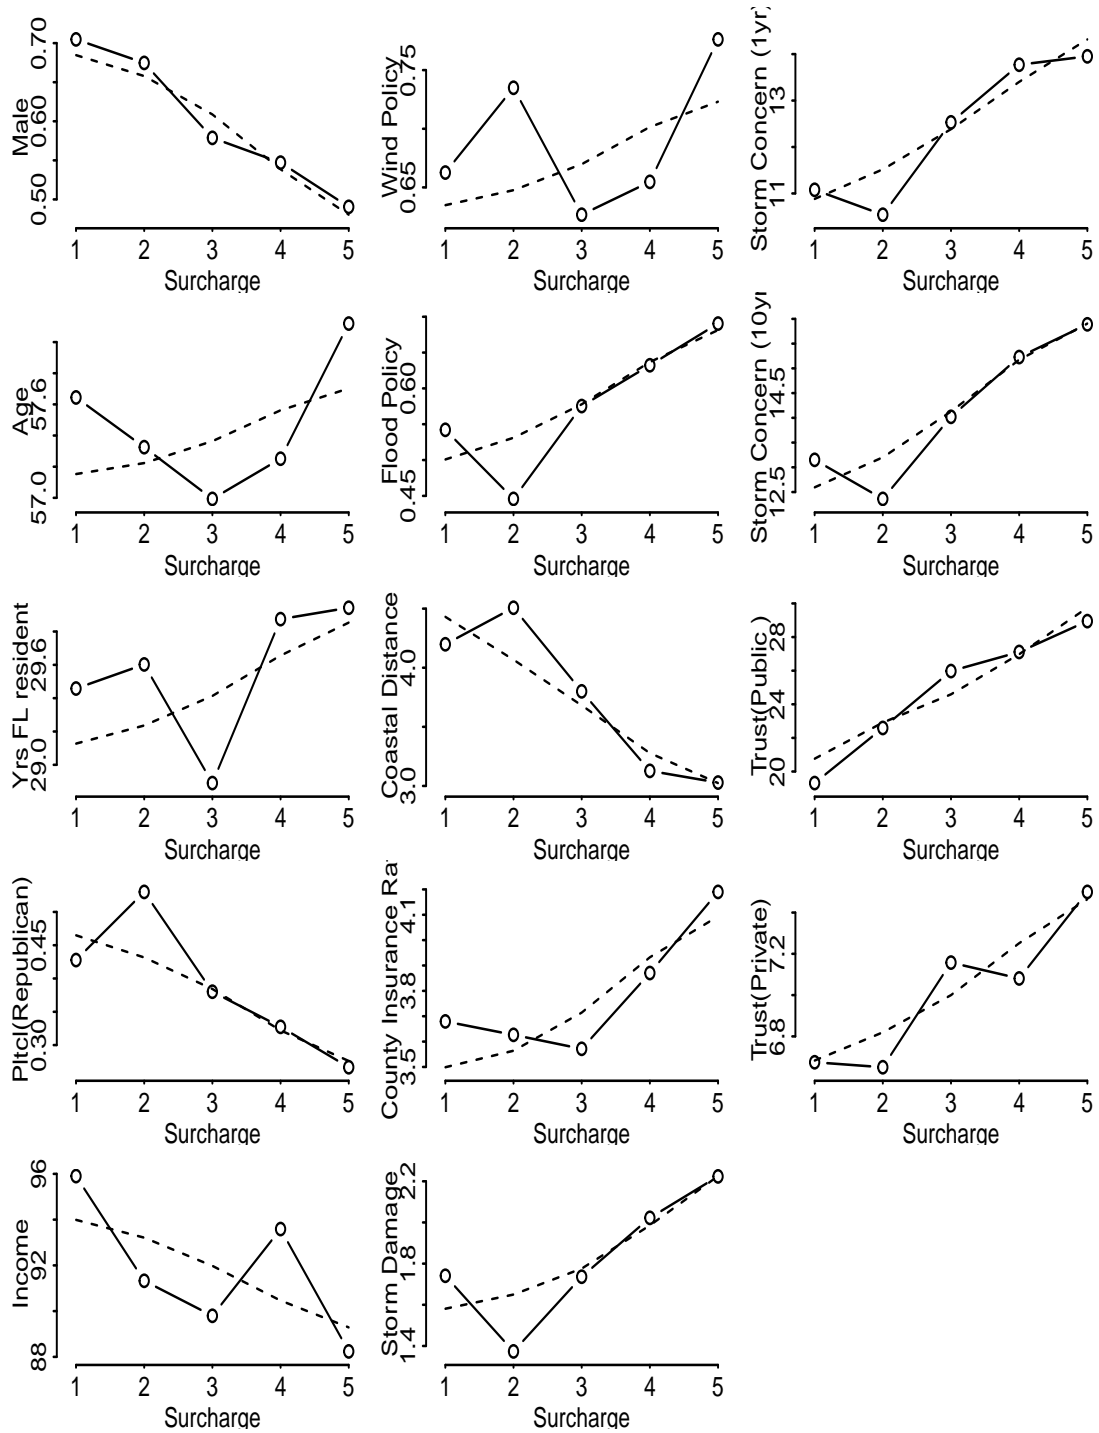 Male
0.50 0.60 0.70
1 2 3 4 5
Surcharge
Wind Policy
0.65 0.75
1 2 3 4 5
Surcharge
Storm Concern (1yr)
11 13
1 2 3 4 5
Surcharge
Age
57.0 57.6
1 2 3 4 5
Surcharge
Flood Policy
0.45 0.60
1 2 3 4 5
Surcharge
Storm Concern (10yr
12.5 14.5
1 2 3 4 5
Surcharge
Yrs FL resident
29.0 29.6
1 2 3 4 5
Surcharge
Coastal Distance
3.0 4.0
1 2 3 4 5
Surcharge
Trust(Public )
20 24 28
1 2 3 4 5
Surcharge
Pltcl(Republican)
0.30 0.45
1 2 3 4 5
Surcharge
County Insurance Ra
3.5 3.8 4.1
1 2 3 4 5
Surcharge
Trust(Private)
6.8 7.2
1 2 3 4 5
Surcharge
Income
88 92 96
1 2 3 4 5
Surcharge
Storm Damage
1.4 1.8 2.2
1 2 3 4 5
Surcharge